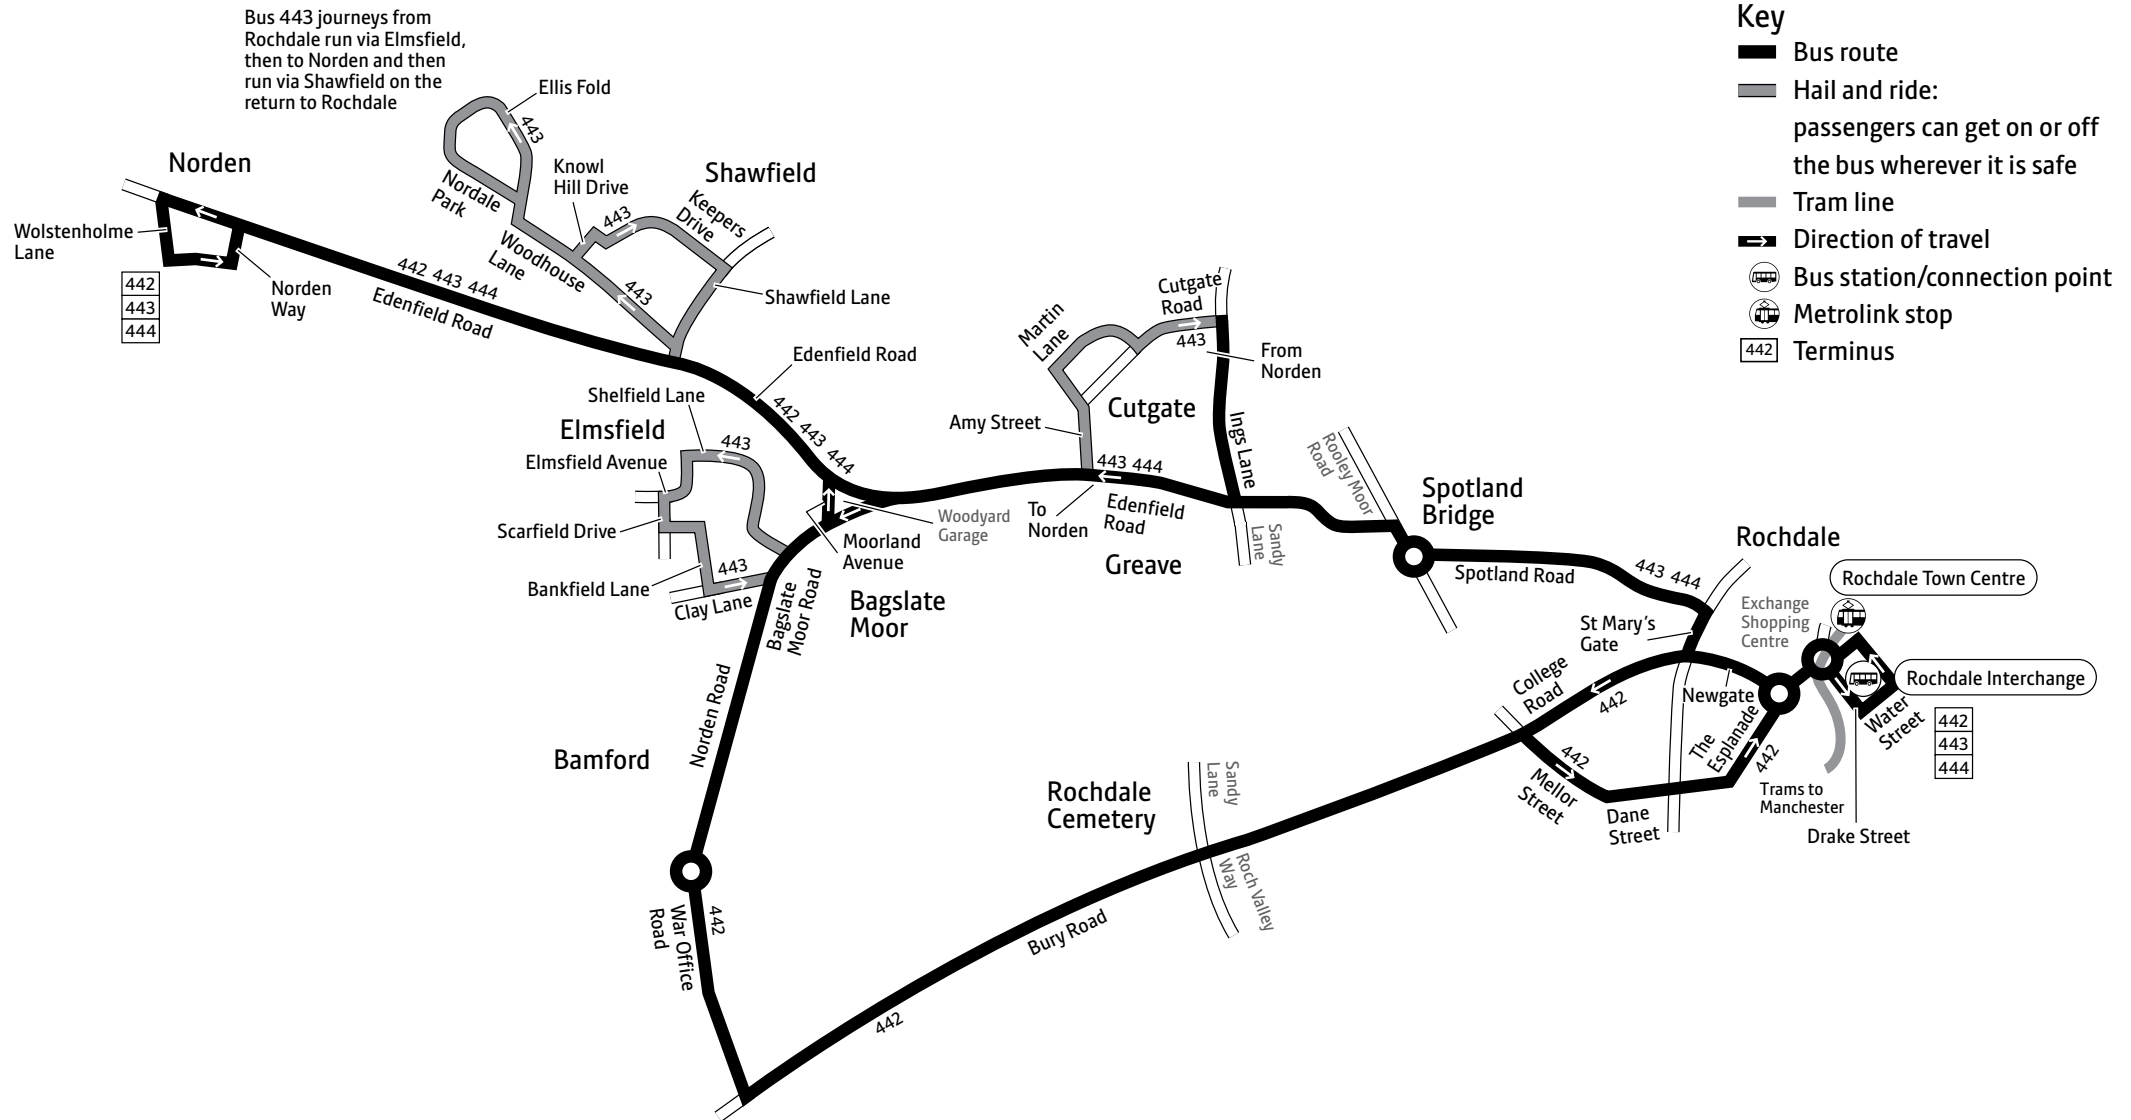 Bus 443 journeys from
Rochdale run via Elmsfield,
then to Norden and then
run via Shawfield on the
return to Rochdale
Key
Bus route
Hail and ride:
passengers can get on or off
the bus wherever it is safe
Tram line
Direction of travel
Bus station/connection point
Metrolink stop
442
Terminus
Norden
Wolstenholme
Lane
442
443
444
Norden
Way
442 443 444
Edenfield Road
Ellis Fold
443
Nordale
Park
Knowl
Hill Drive
443
Shawfield
Keepers
Drive
Woodhouse
Lane
443
Shawfield Lane
Edenfield Road
442 443 444
Shelfield Lane
Elmsfield
443
Elmsfield Avenue
Scarfield Drive
Bankfield Lane
443
Clay Lane
Bagslate
Moor Road
Moorland
Avenue
Woodyard
Garage
Bagslate
Moor
Martin
Lane
Cutgate
Road
443
From
Norden
Cutgate
Amy Street
443 444
To
Norden
Edenfield
Road
Greave
Ings Lane
Sandy
Lane
Rooley Moor
Road
Spotland
Bridge
Spotland Road
443 444
Rochdale
Rochdale Town Centre
Exchange
Shopping
Centre
St Mary's
Gate
Rochdale Interchange
College
Road
442
Newgate
Water
Street
442
443
444
The
Esplanade
442
442
Mellor
Street
Dane
Street
Trams to
Manchester
Drake Street
Bamford
Norden Road
War Office
Road
442
Rochdale
Cemetery
Sandy
Lane
Roch Valley
Way
Bury Road
442